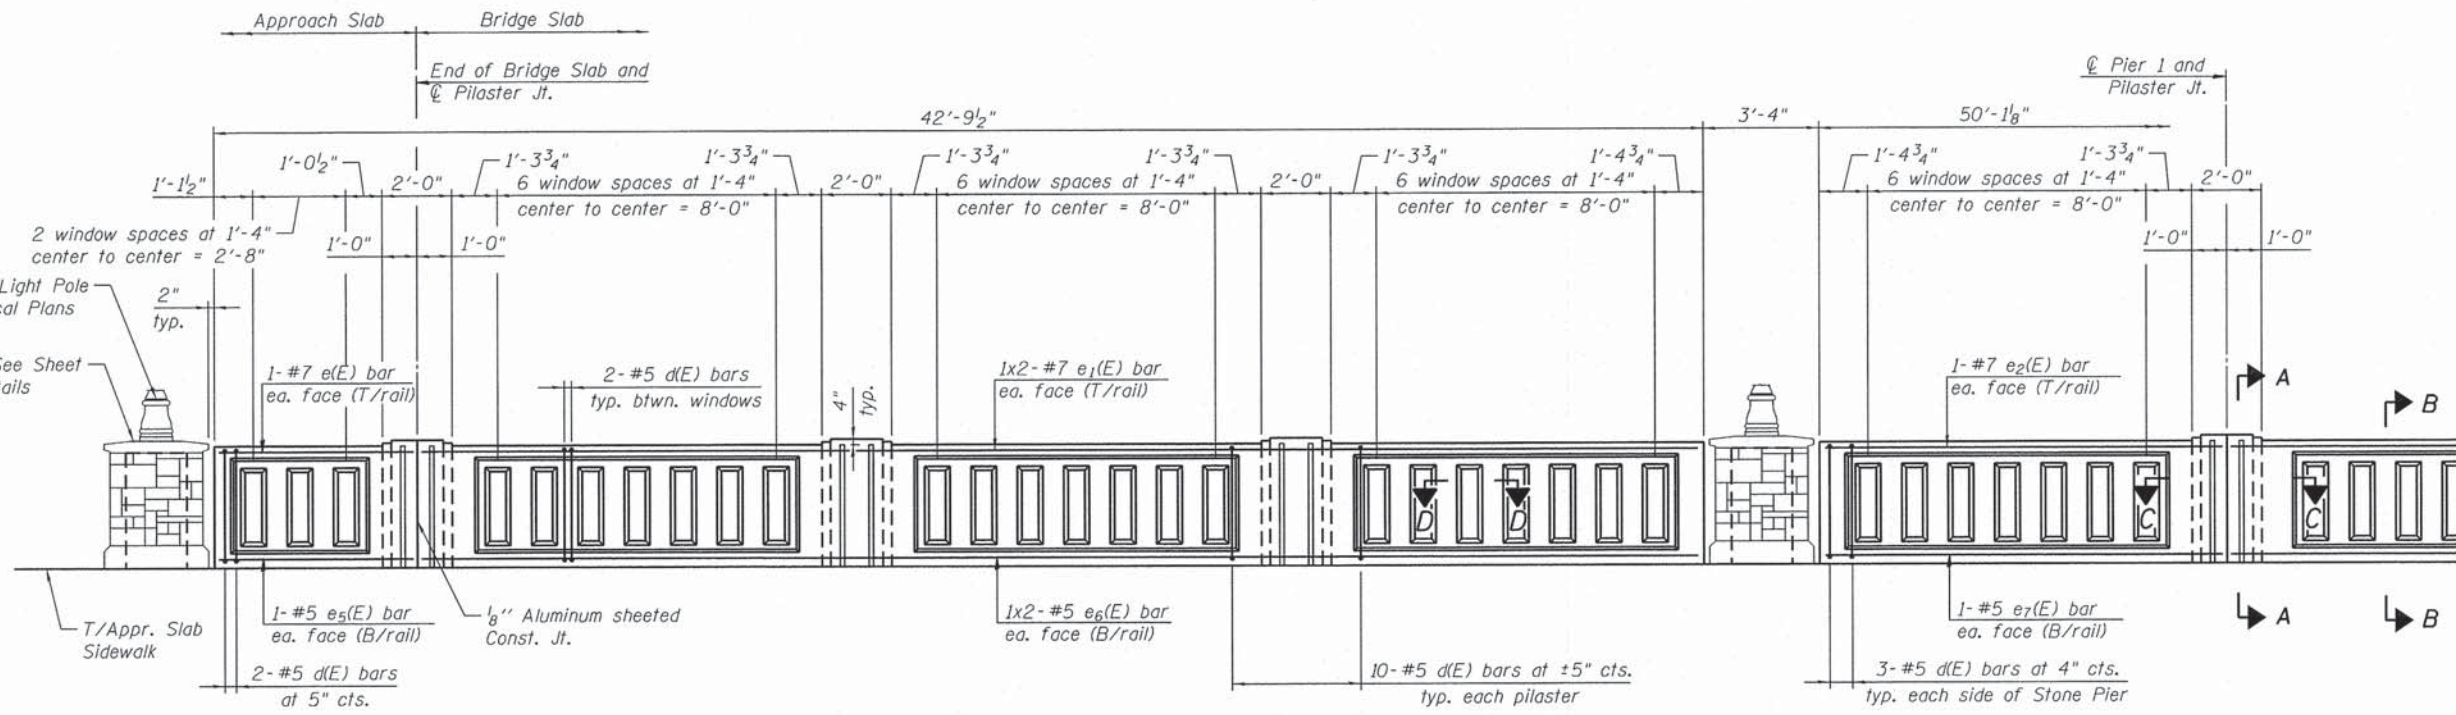 Approach Slab
Bridge Slab
End of Bridge Slab and
℄ Pilaster Jt.
℄ Pier 1 and
Pilaster Jt.
42'-9½"
3'-4"
50'-1⅛"
1'-1½"
1'-0½"
2'-0"
1'-3¾"
1'-3¾"
6 window spaces at 1'-4"
center to center = 8'-0"
2'-0"
1'-3¾"
1'-3¾"
6 window spaces at 1'-4"
center to center = 8'-0"
2'-0"
1'-3¾"
1'-4¾"
6 window spaces at 1'-4"
center to center = 8'-0"
1'-4¾"
1'-3¾"
6 window spaces at 1'-4"
center to center = 8'-0"
2'-0"
2 window spaces at 1'-4"
center to center = 2'-8"
1'-0"
1'-0"
1'-0"
1'-0"
Light Pole
cal Plans
2"
typ.
See Sheet
tails
1- #7 e(E) bar
ea. face (T/rail)
2- #5 d(E) bars
typ. btwn. windows
4"
typ.
1x2- #7 e₁(E) bar
ea. face (T/rail)
1- #7 e₂(E) bar
ea. face (T/rail)
A
B
D
D
C
C
T/Appr. Slab
Sidewalk
1- #5 e₅(E) bar
ea. face (B/rail)
⅛'' Aluminum sheeted
Const. Jt.
1x2- #5 e₆(E) bar
ea. face (B/rail)
1- #5 e₇(E) bar
ea. face (B/rail)
A
B
2- #5 d(E) bars
at 5" cts.
10- #5 d(E) bars at ±5" cts.
typ. each pilaster
3- #5 d(E) bars at 4" cts.
typ. each side of Stone Pier